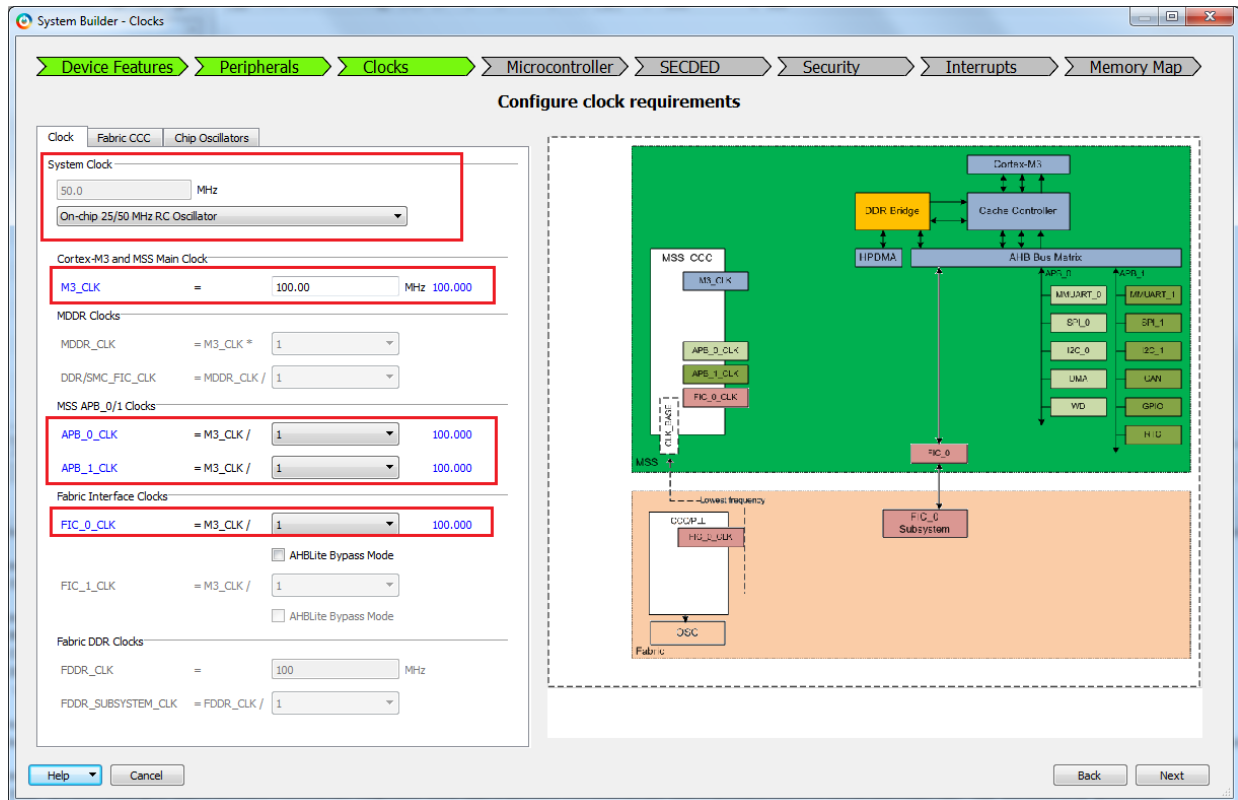 System Builder - Clocks
Device Features Peripherals Clocks Microcontroller SECDED Security Interrupts Memory Map
Configure clock requirements
Clock Fabric CCC Chip Oscillators
System Clock
50.0 MHz
On-chip 25/50 MHz RC Oscillator
Cortex-M3 and MSS Main Clock
M3_CLK = 100.00 MHz 100.000
MDDR Clocks
MDDR_CLK = M3_CLK * 1
DDR/SMC_FIC_CLK = MDDR_CLK / 1
MSS APB_0/1 Clocks
APB_0_CLK = M3_CLK / 1 100.000
APB_1_CLK = M3_CLK / 1 100.000
Fabric Interface Clocks
FIC_0_CLK = M3_CLK / 1 100.000
AHBLite Bypass Mode
FIC_1_CLK = M3_CLK / 1
AHBLite Bypass Mode
Fabric DDR Clocks
FDDR_CLK = 100 MHz
FDDR_SUBSYSTEM_CLK = FDDR_CLK / 1
Cortex-M3
DDR Bridge Cache Controller
MSS CCC HPDMA AHB Bus Matrix
M3_CLK APB_0 APB_1
MMUART_0 MMUART_1
SPI_0 SPI_1
APB_0_CLK I2C_0 I2C_1
APB_1_CLK CAN
FIC_0_CLK WD GPIO
CLK_BASE
MSS FIC_0
Lowest frequency
CCC/PLL FIC_0
FIC_0_CLK Subsystem
OSC
Fabric
Help Cancel Back Next